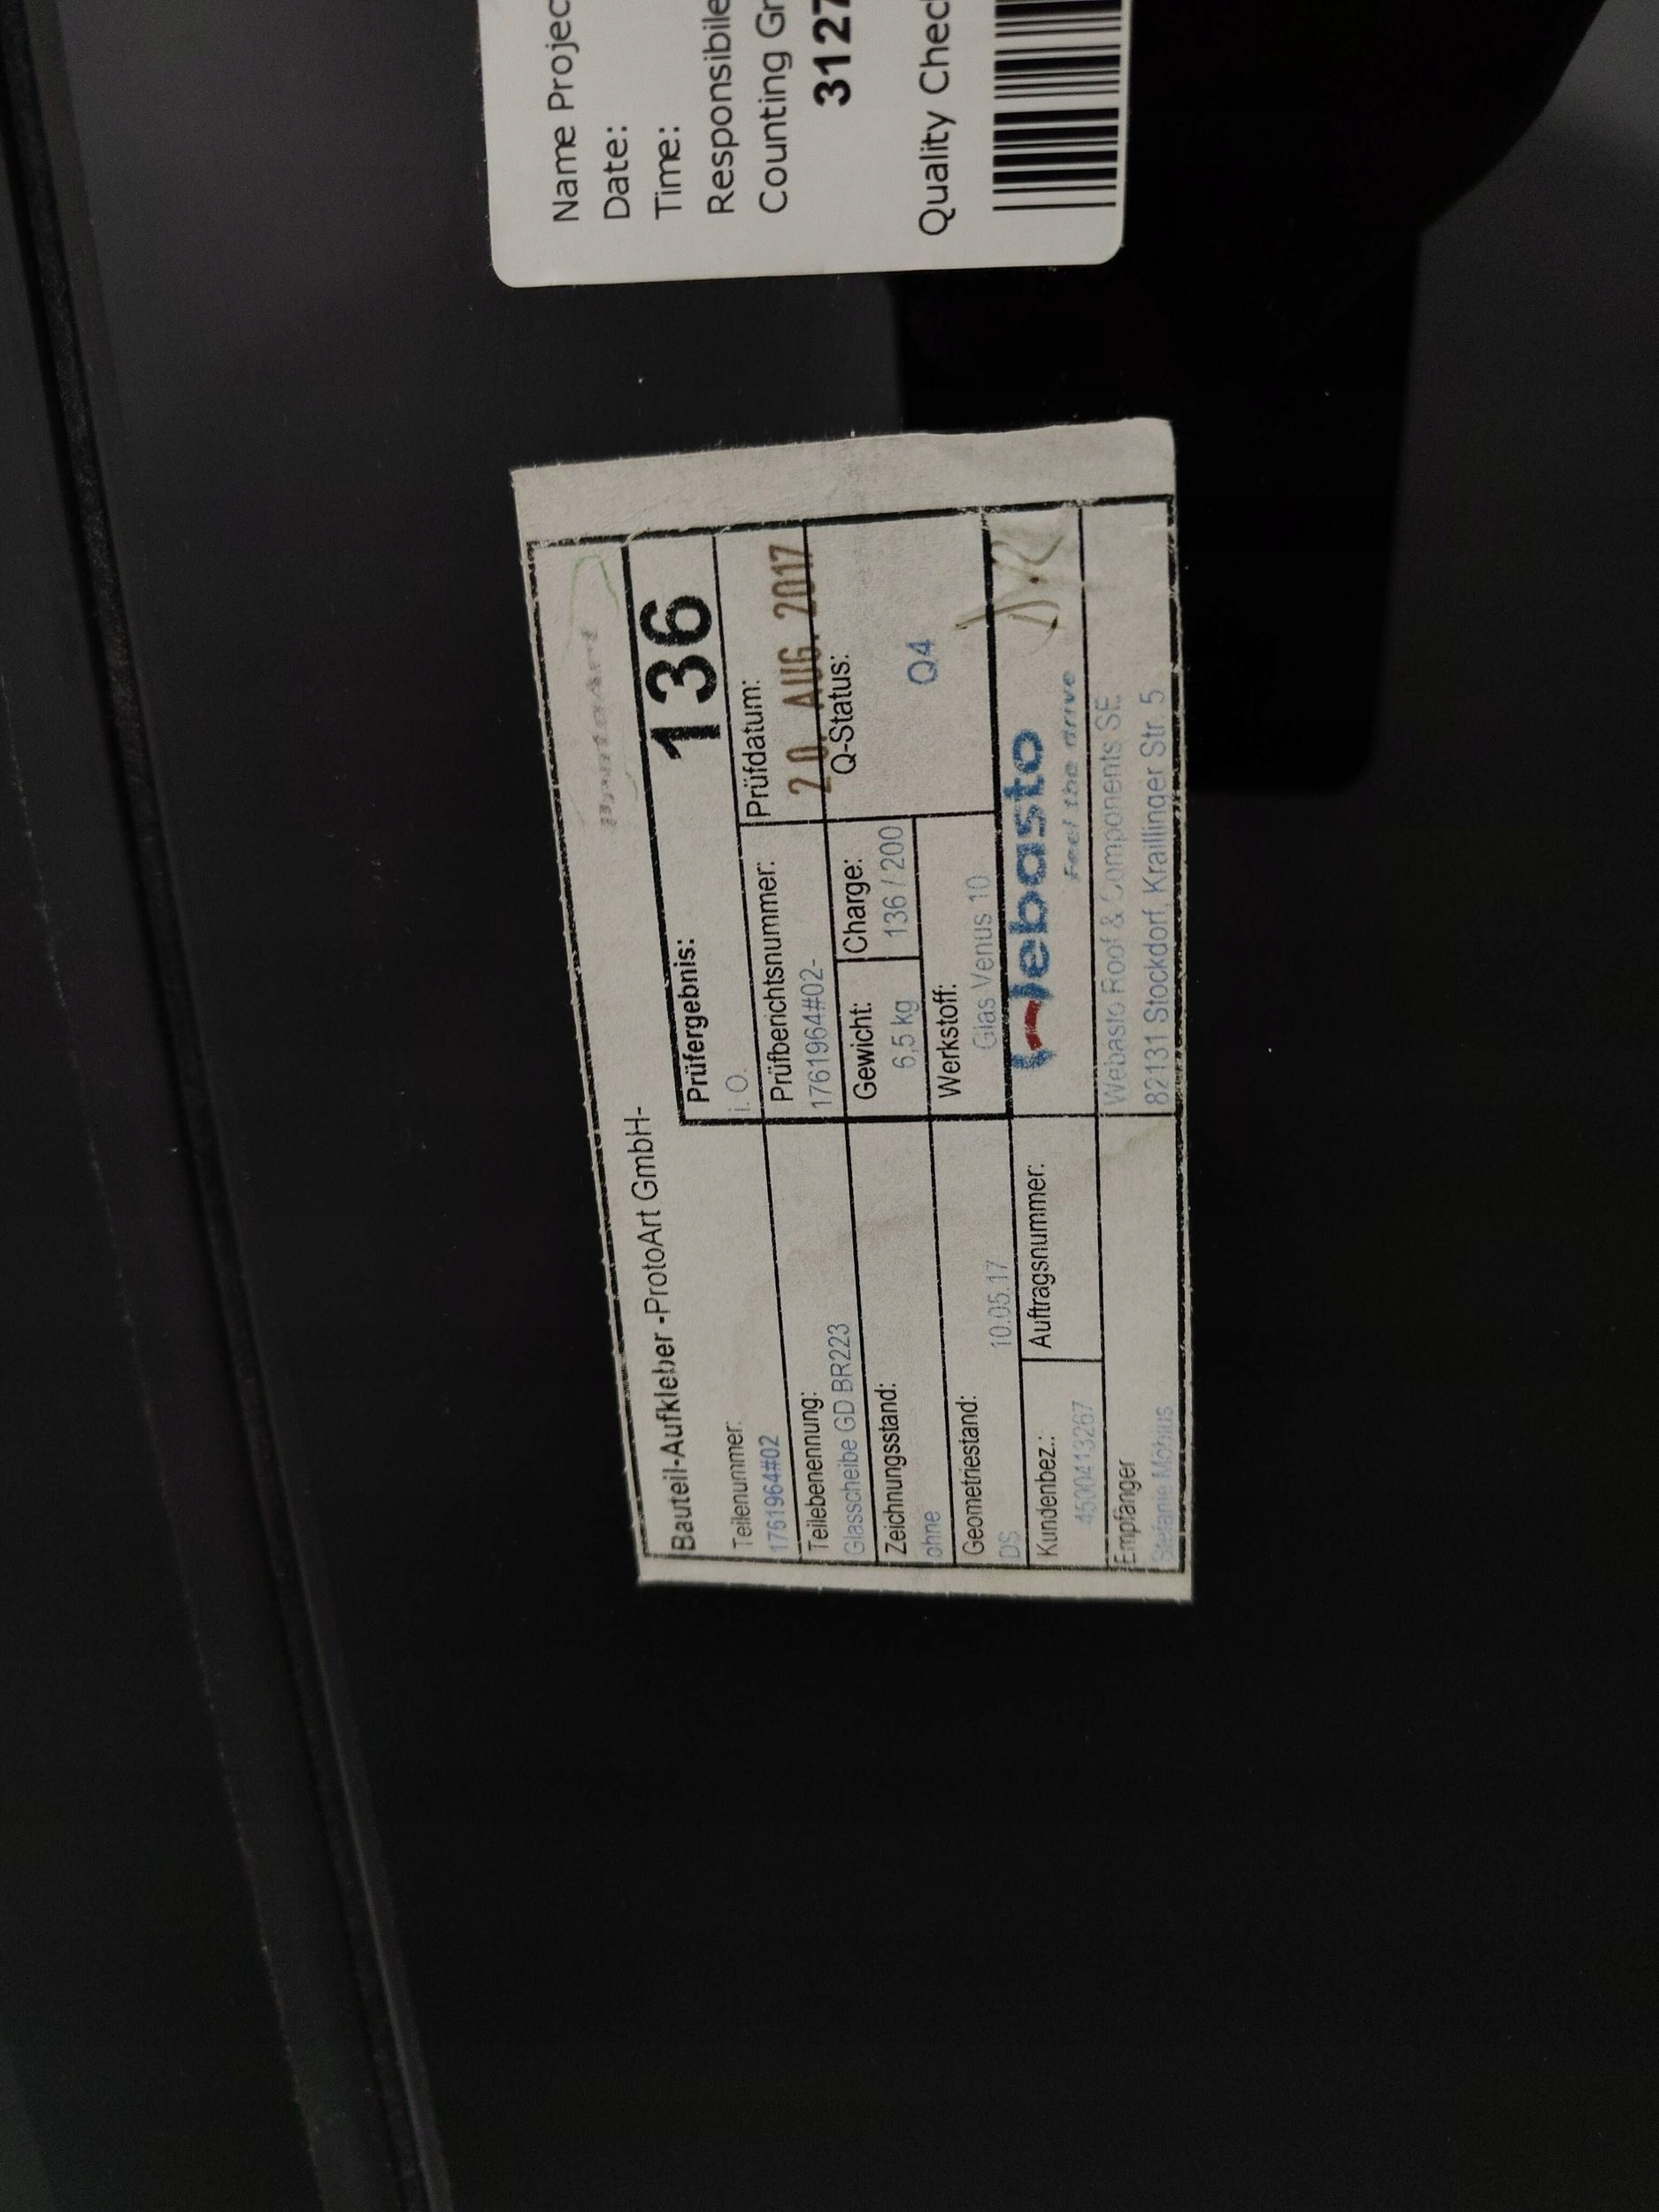 Name Projec
Date:
Time:
Responsibile
Counting Gr
3127
Quality Chec
ProtoArt
Bauteil-Aufkleber -ProtoArt GmbH-
Teilenummer:
1761964#02
Prüfergebnis:
i. O.
136
Teilebenennung:
Glasscheibe GD BR223
Prüfberichtsnummer:
1761964#02-
Prüfdatum:
20. AUG. 2017
Zeichnungsstand:
ohne
Gewicht:
6,5 kg
Charge:
136 / 200
Q-Status:
Q4
Geometriestand:
DS 10.05.17
Werkstoff:
Glas Venus 10
Kundenbez.:
4500413267
Auftragsnummer:
Webasto
Feel the drive
Empfänger
Stefanie Möbius
Webasto Roof & Components SE
82131 Stockdorf, Kraillinger Str. 5